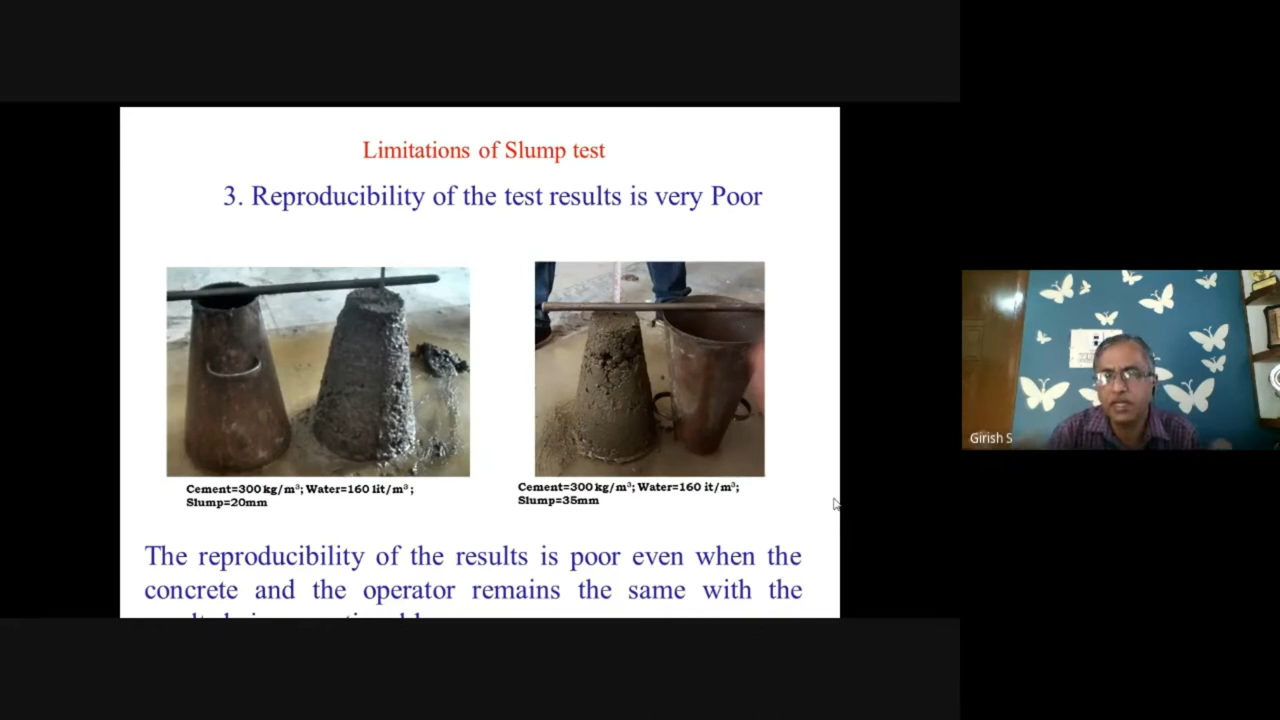 Limitations of Slump test
3. Reproducibility of the test results is very Poor
Cement=300 kg/m³; Water=160 lit/m³;
Slump=20mm
Cement=300 kg/m³; Water=160 it/m³;
Slump=35mm
The reproducibility of the results is poor even when the
concrete and the operator remains the same with the
Girish S